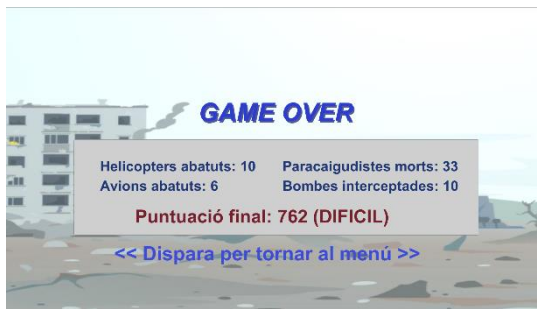 GAME OVER
Helicopters abatuts: 10 Paracaigudistes morts: 33
Avions abatuts: 6 Bombes interceptades: 10
Puntuació final: 762 (DIFICIL)
<< Dispara per tornar al menú >>